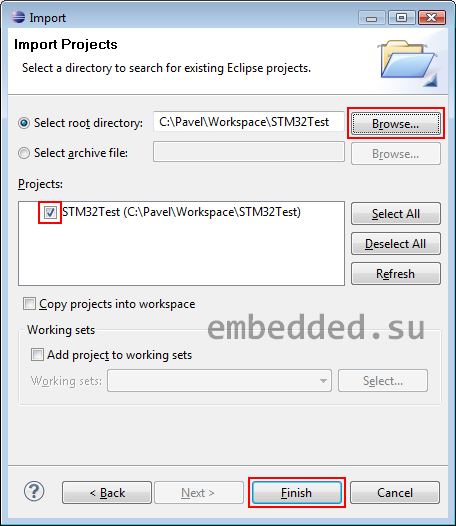 Import
Import Projects
Select a directory to search for existing Eclipse projects.
Select root directory: C:\Pavel\Workspace\STM32Test Browse...
Select archive file: Browse...
Projects:
STM32Test (C:\Pavel\Workspace\STM32Test) Select All
Deselect All
Refresh
Copy projects into workspace
embedded.su
Working sets
Add project to working sets
Working sets: Select...
? < Back Next > Finish Cancel